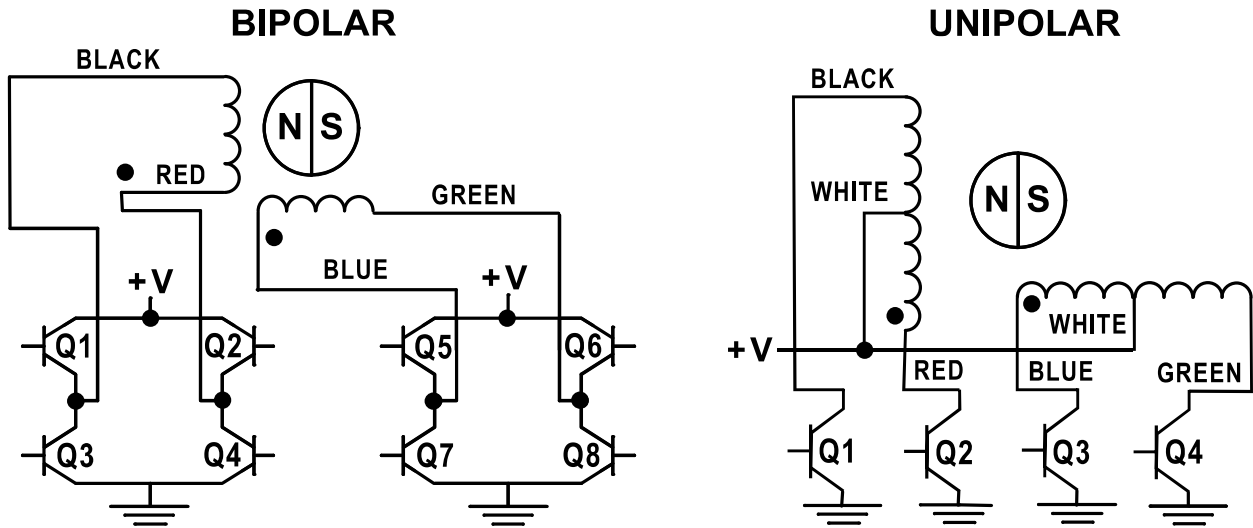 BIPOLAR
BLACK
N S
RED
GREEN
BLUE
+V
+V
Q1
Q2
Q5
Q6
Q3
Q4
Q7
Q8
UNIPOLAR
BLACK
WHITE
N S
WHITE
+V
RED
BLUE
GREEN
Q1
Q2
Q3
Q4